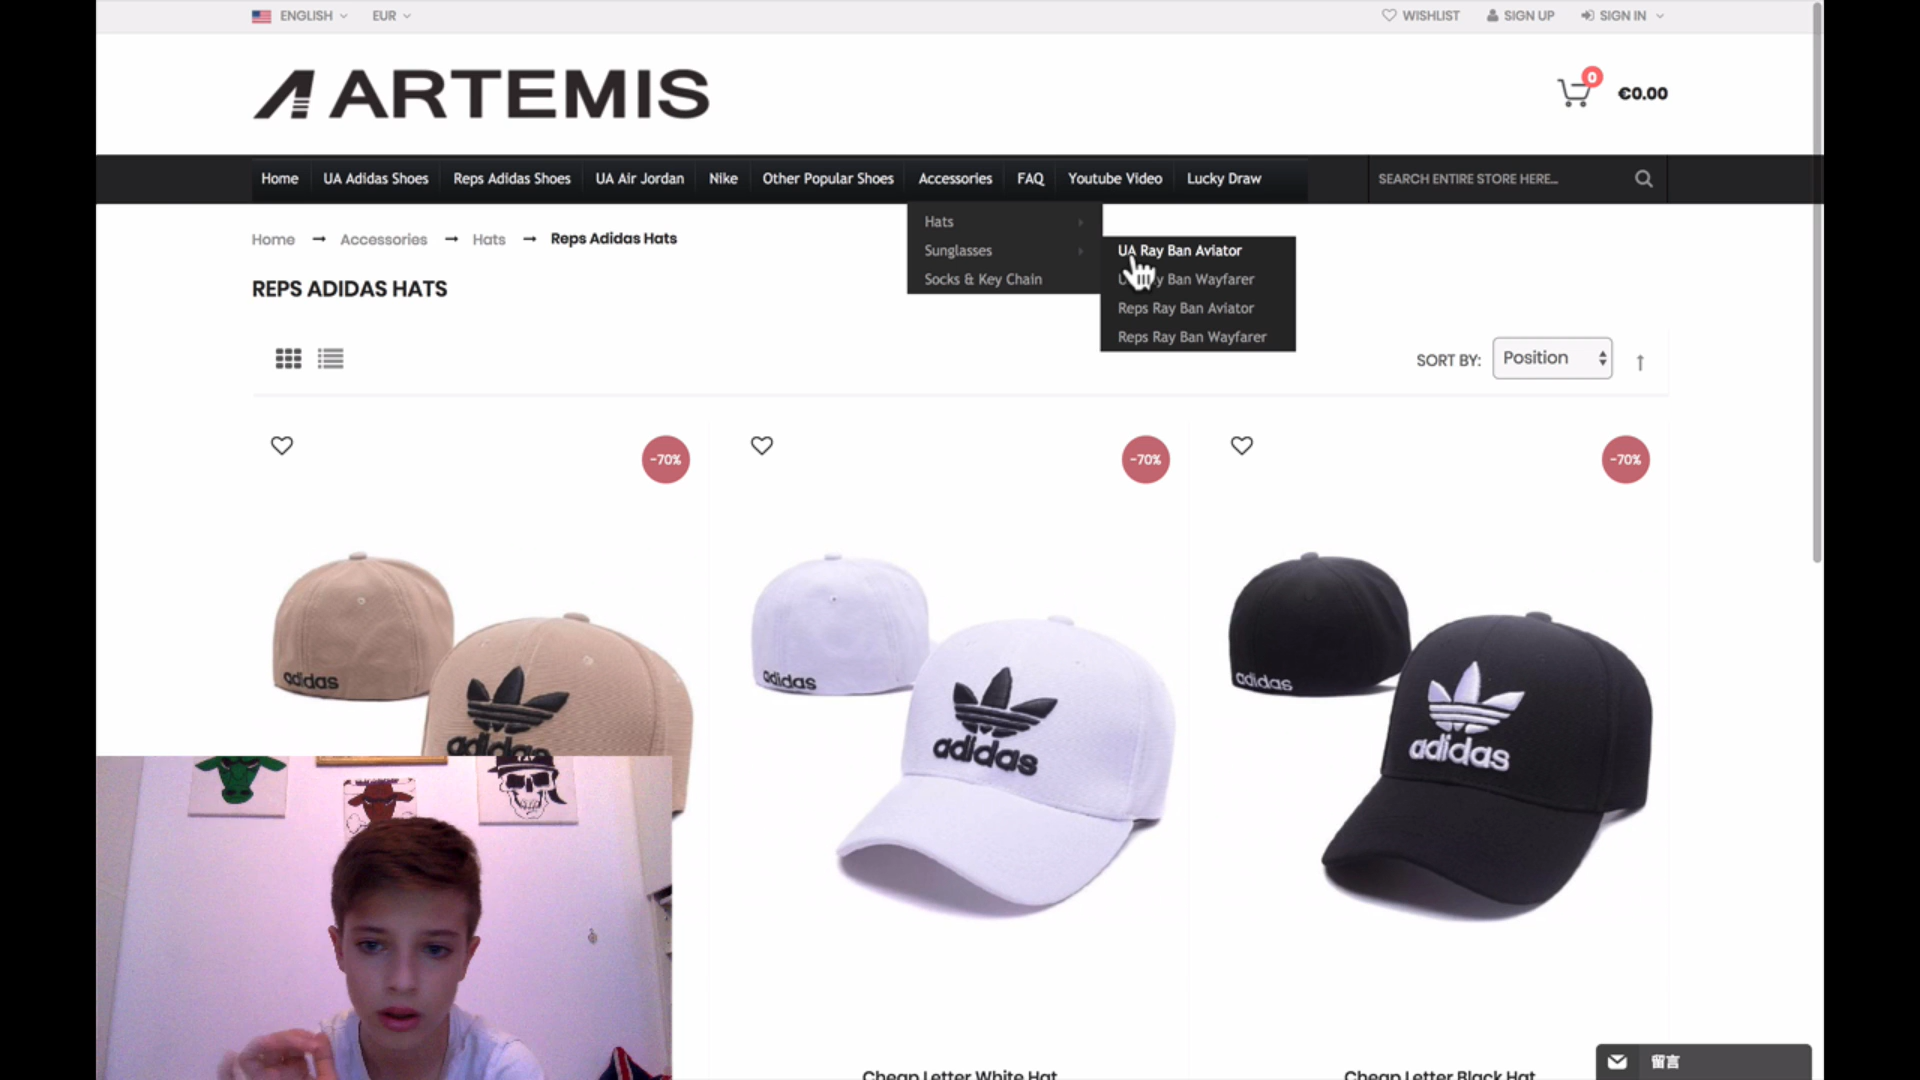 ENGLISH EUR WISHLIST SIGN UP SIGN IN
ARTEMIS
0
€0.00
Home UA Adidas Shoes Reps Adidas Shoes UA Air Jordan Nike Other Popular Shoes Accessories FAQ Youtube Video Lucky Draw SEARCH ENTIRE STORE HERE...
Hats
Sunglasses
Socks & Key Chain
UA Ray Ban Aviator
Ban Wayfarer
Reps Ray Ban Aviator
Reps Ray Ban Wayfarer
Home → Accessories → Hats → Reps Adidas Hats
REPS ADIDAS HATS
SORT BY: Position
-70% -70% -70%
adidas
adidas
adidas
adidas
adidas
adidas
Cheap Letter White Hat
Cheap Letter Black Hat
留言